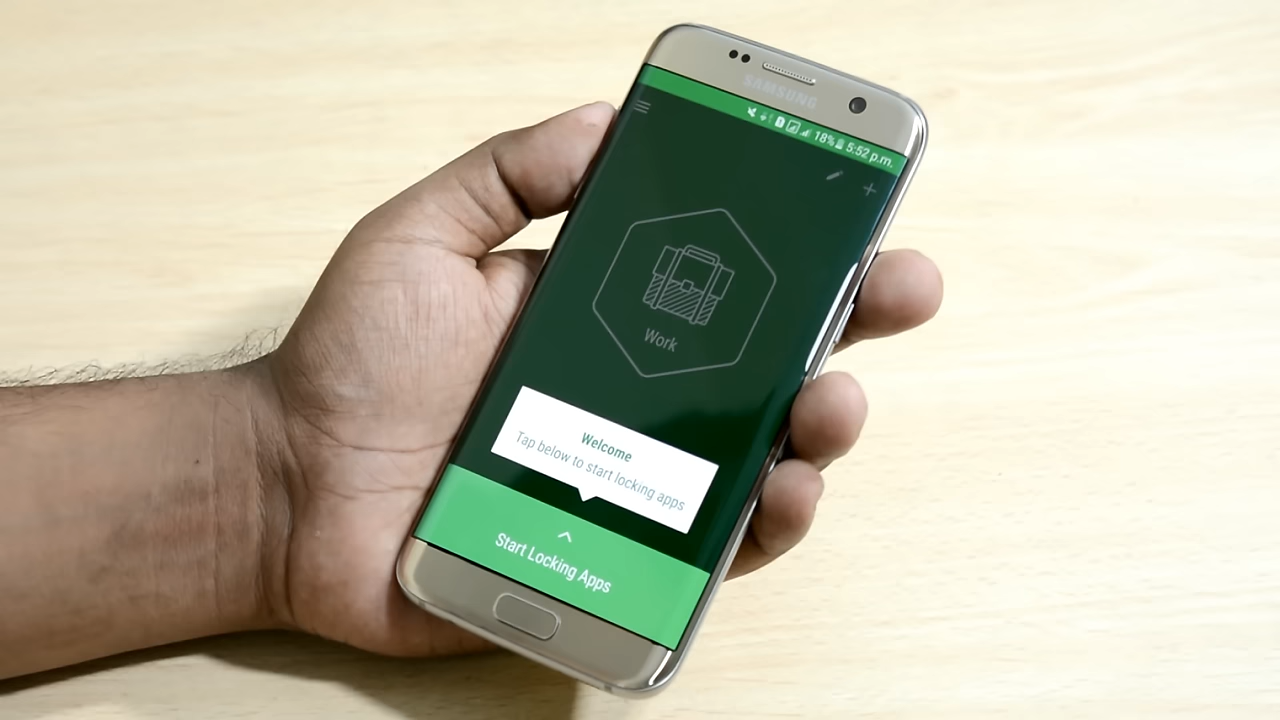 SAMSUNG
18% 5:52 p.m.
Work
Welcome
Tap below to start locking apps
Start Locking Apps